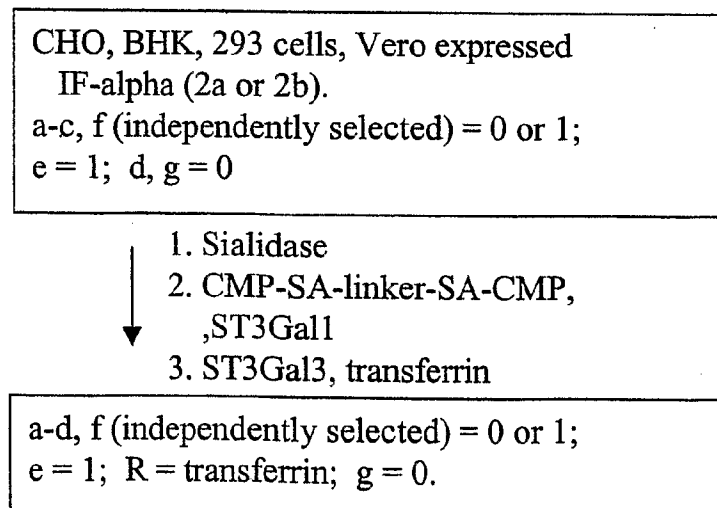 CHO, BHK, 293 cells, Vero expressed
IF-alpha (2a or 2b).
a-c, f (independently selected) = 0 or 1;
e = 1; d, g = 0
1. Sialidase
2. CMP-SA-linker-SA-CMP,
,ST3Gal1
3. ST3Gal3, transferrin
a-d, f (independently selected) = 0 or 1;
e = 1; R = transferrin; g = 0.